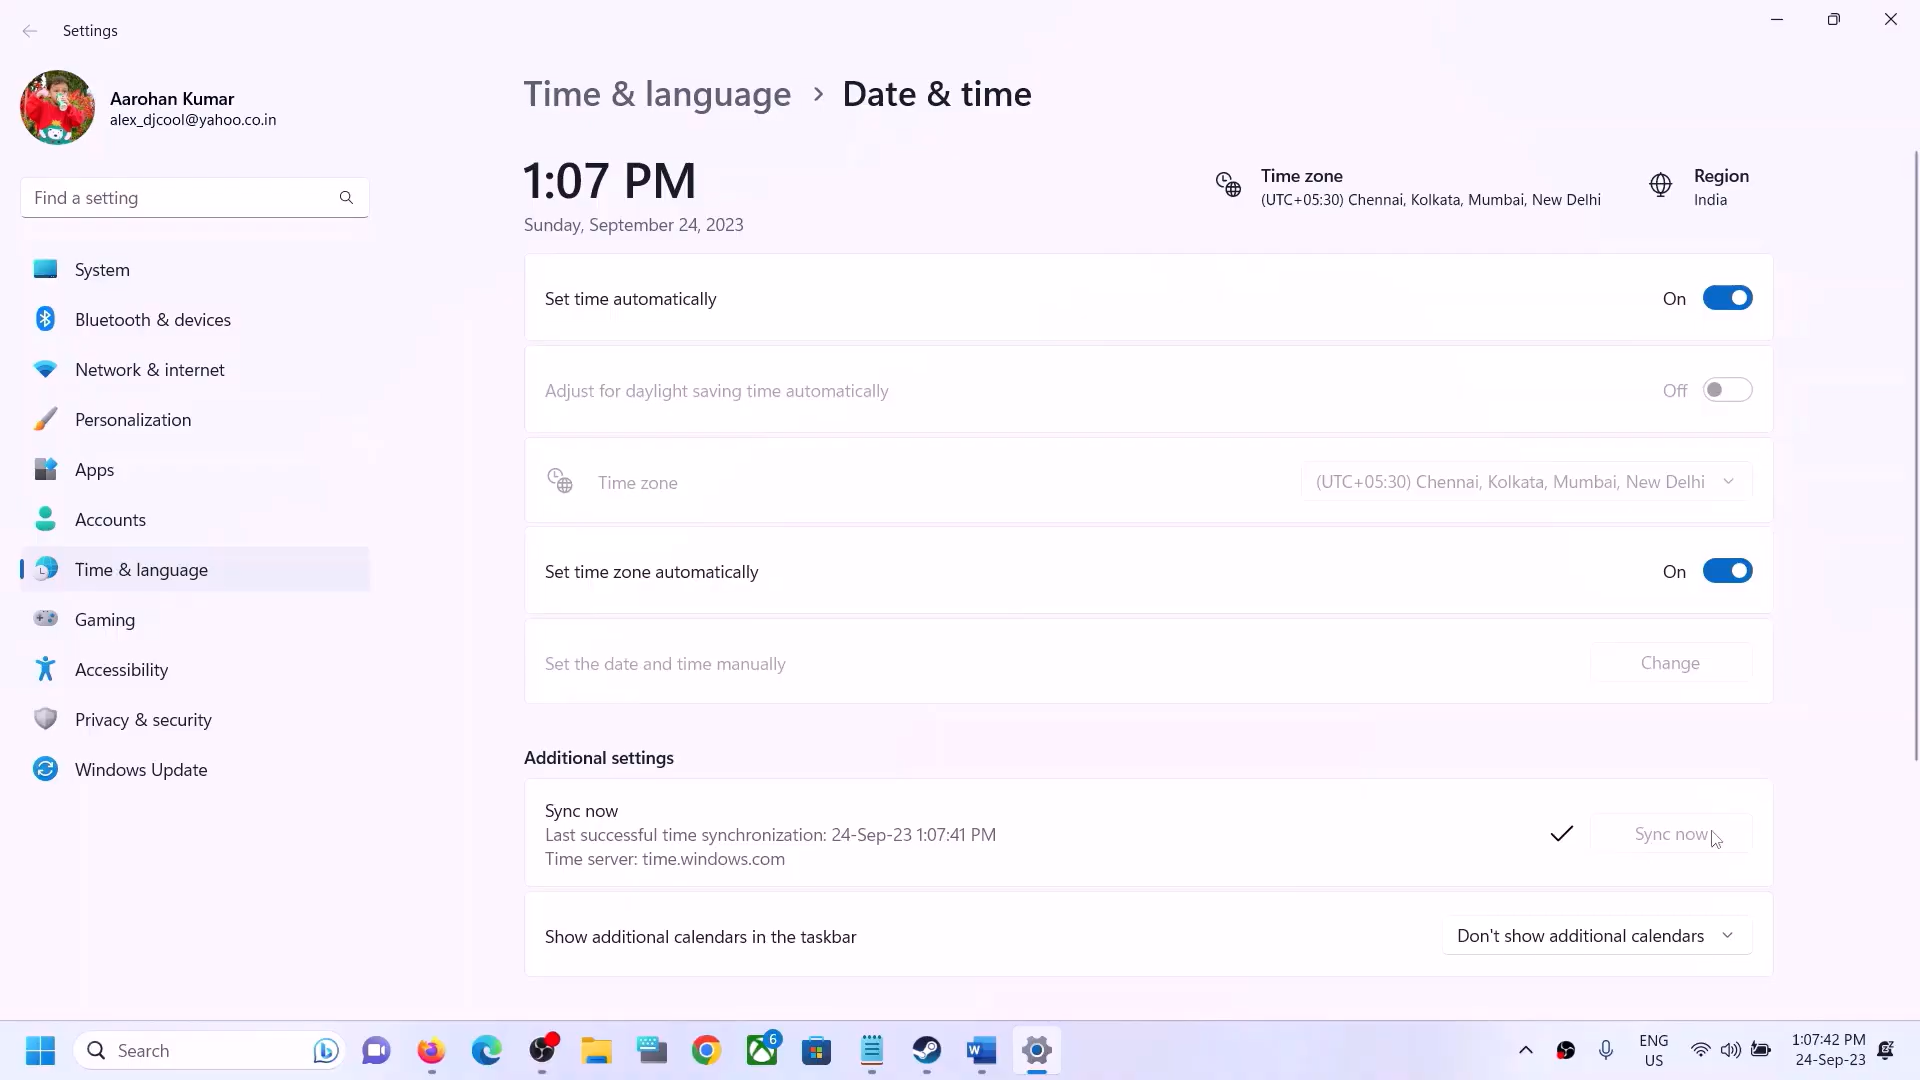 Settings
Aarohan Kumar
alex_djcool@yahoo.co.in
Find a setting
System
Bluetooth & devices
Network & internet
Personalization
Apps
Accounts
Time & language
Gaming
Accessibility
Privacy & security
Windows Update
Time & language > Date & time
1:07 PM
Sunday, September 24, 2023
Time zone
(UTC+05:30) Chennai, Kolkata, Mumbai, New Delhi
Region
India
Set time automatically On
Adjust for daylight saving time automatically Off
Time zone (UTC+05:30) Chennai, Kolkata, Mumbai, New Delhi
Set time zone automatically On
Set the date and time manually Change
Additional settings
Sync now
Last successful time synchronization: 24-Sep-23 1:07:41 PM
Time server: time.windows.com
Sync now
Show additional calendars in the taskbar Don't show additional calendars
Search
6
ENG
US
1:07:42 PM
24-Sep-23